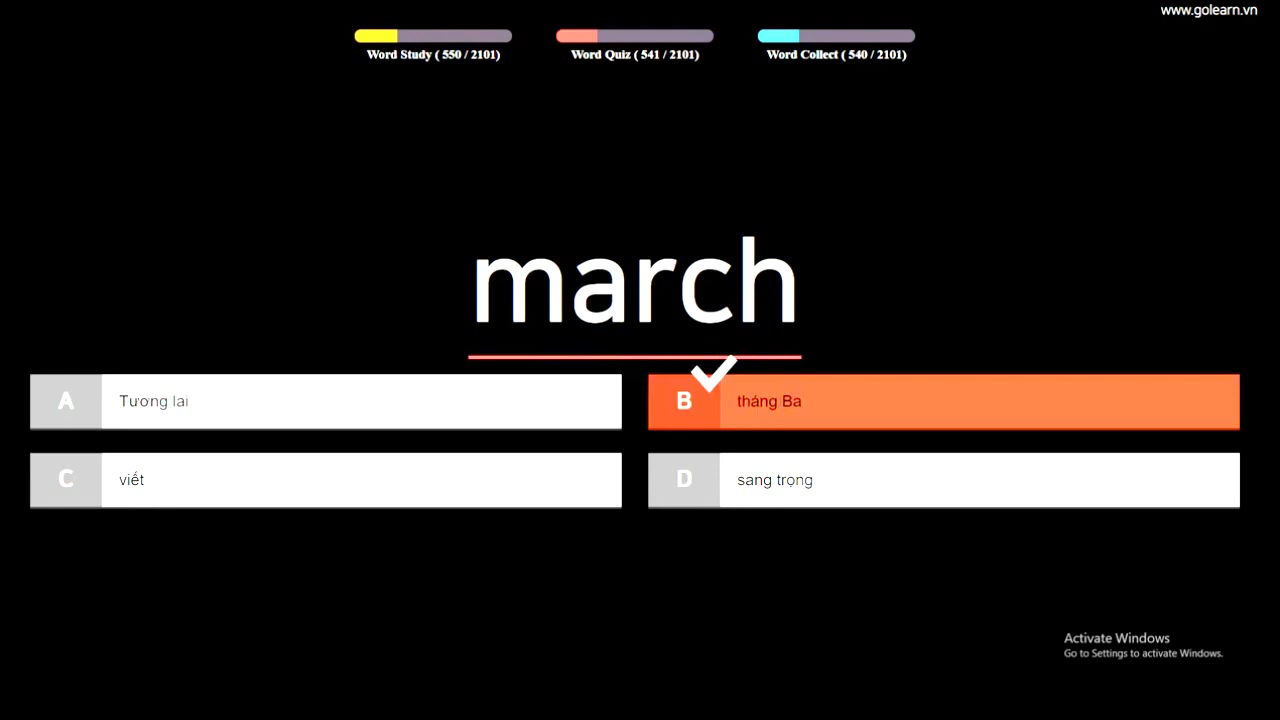 www.golearn.vn
Word Study ( 550 / 2101)
Word Quiz ( 541 / 2101)
Word Collect ( 540 / 2101)
march
A Tương lai
B tháng Ba
C viết
D sang trọng
Activate Windows
Go to Settings to activate Windows.